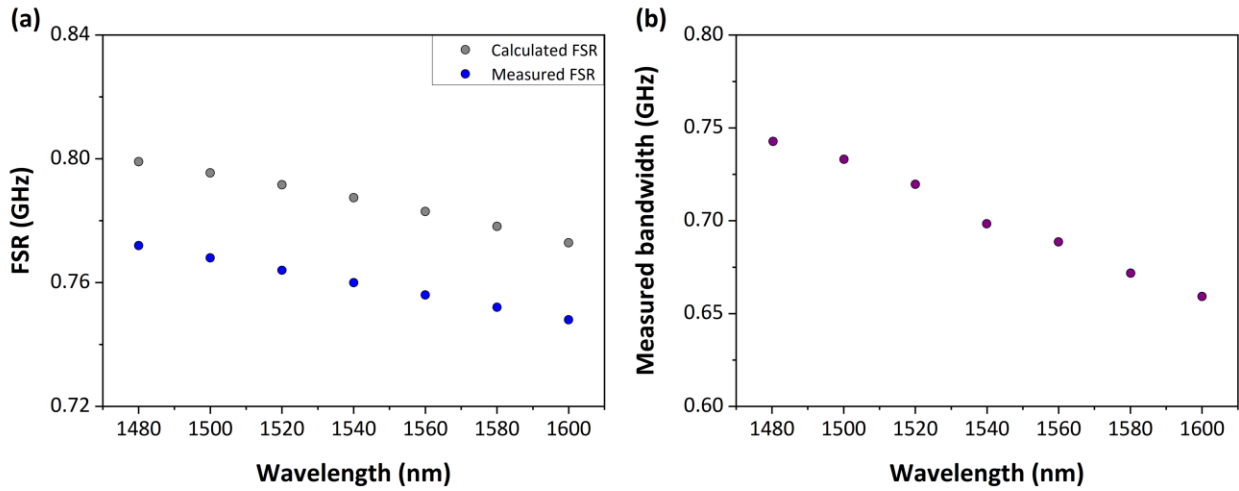 (a)
0.84
0.80
0.76
0.72
FSR (GHz)
Calculated FSR
Measured FSR
1480 1500 1520 1540 1560 1580 1600
Wavelength (nm)
(b)
0.80
0.75
0.70
0.65
0.60
Measured bandwidth (GHz)
1480 1500 1520 1540 1560 1580 1600
Wavelength (nm)